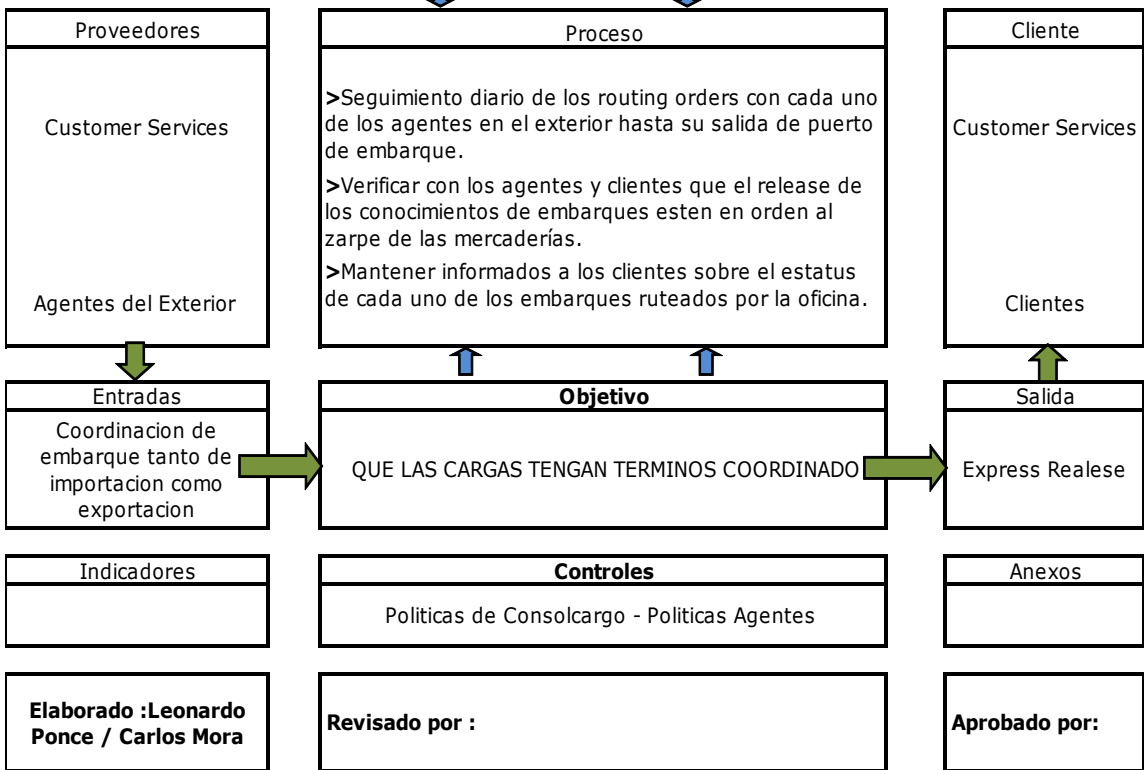 Proveedores
Customer Services
Agentes del Exterior
Proceso
>Seguimiento diario de los routing orders con cada uno
de los agentes en el exterior hasta su salida de puerto
de embarque.
>Verificar con los agentes y clientes que el release de
los conocimientos de embarques esten en orden al
zarpe de las mercaderías.
>Mantener informados a los clientes sobre el estatus
de cada uno de los embarques ruteados por la oficina.
Cliente
Customer Services
Clientes
Entradas
Coordinacion de
embarque tanto de
importacion como
exportacion
Objetivo
QUE LAS CARGAS TENGAN TERMINOS COORDINADO
Salida
Express Realese
Indicadores
Controles
Politicas de Consolcargo - Politicas Agentes
Anexos
Elaborado :Leonardo
Ponce / Carlos Mora
Revisado por :
Aprobado por: